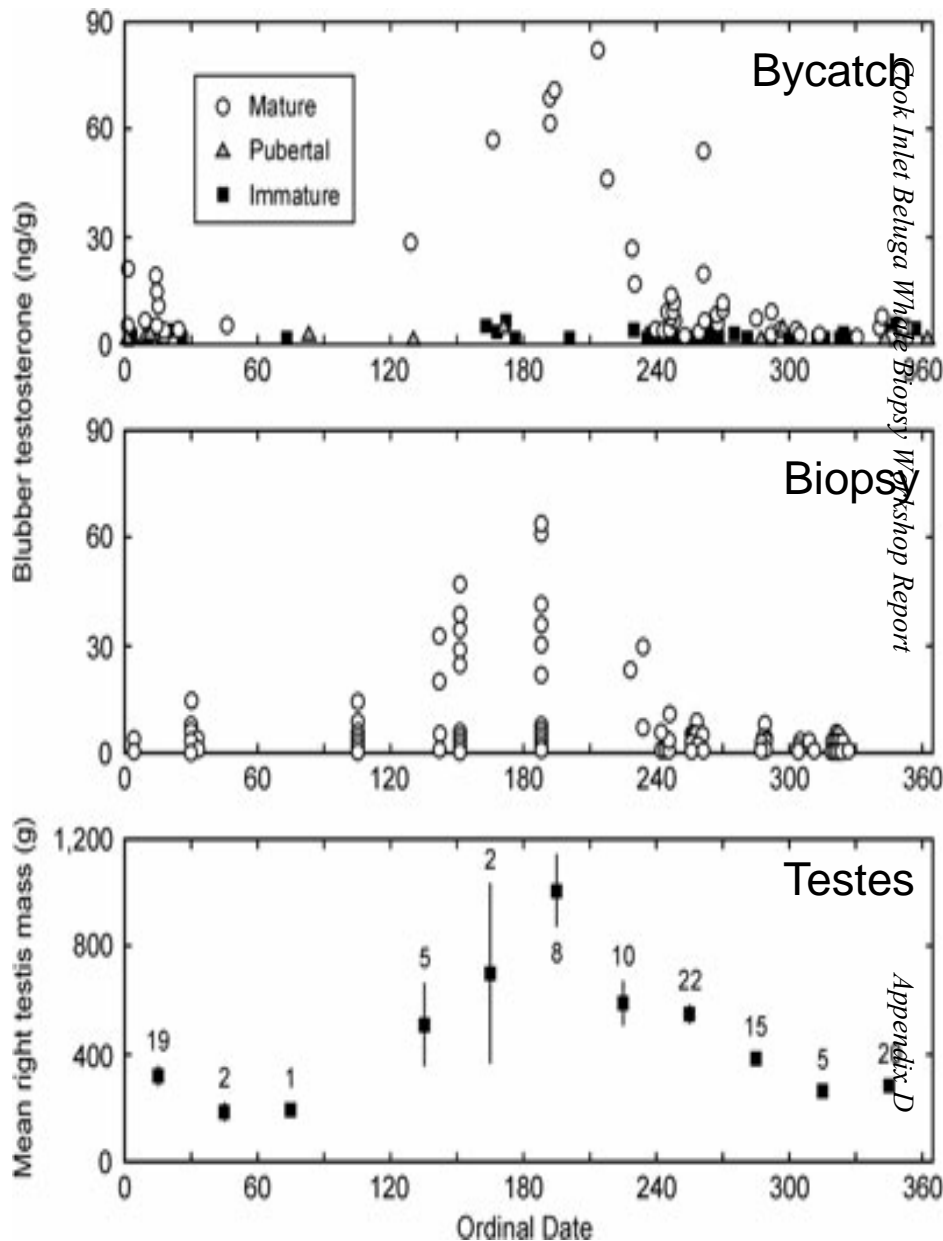 Blubber testosterone (ng/g)
Bycatch
90
60
30
0
Mature
Pubertal
Immature
0 60 120 180 240 300 360
Biopsy
90
60
30
0
0 60 120 180 240 300 360
Mean right testis mass (g)
Testes
1,200
800
400
0
19
2
1
5
2
8
10
22
15
5
0 60 120 180 240 300 360
Ordinal Date
Cook Inlet Beluga Whale Biopsy Workshop Report
Appendix D